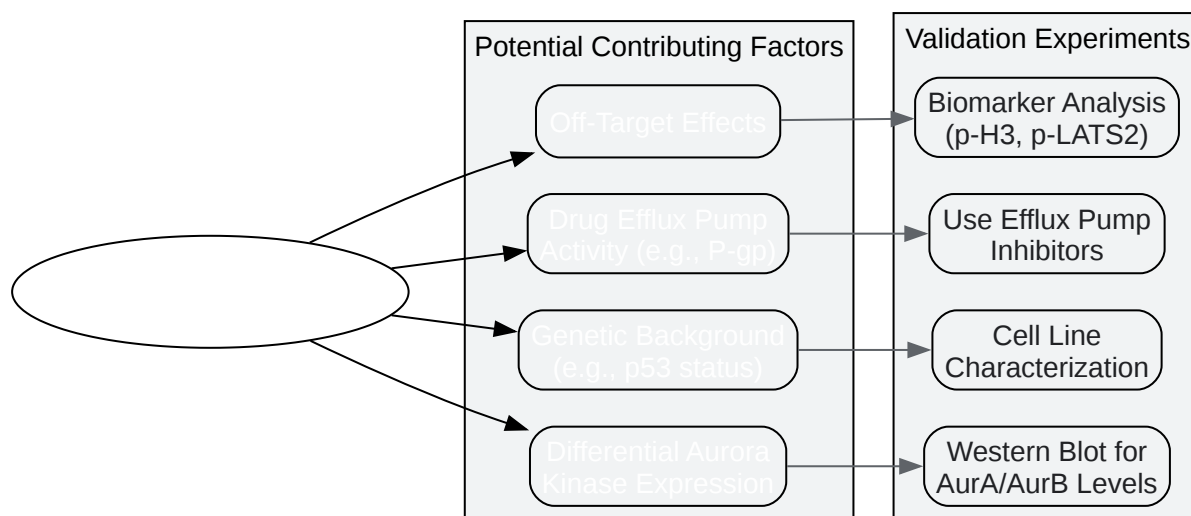 Potential Contributing Factors
Off-Target Effects
Drug Efflux Pump
Activity (e.g., P-gp)
Genetic Background
(e.g., p53 status)
Differential Aurora
Kinase Expression
Validation Experiments
Biomarker Analysis
(p-H3, p-LATS2)
Use Efflux Pump
Inhibitors
Cell Line
Characterization
Western Blot for
AurA/AurB Levels